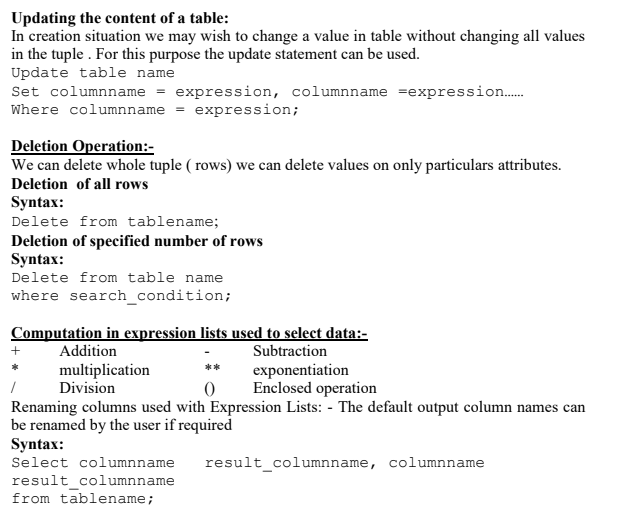 Updating the content of a table:
In creation situation we may wish to change a value in table without changing all values
in the tuple . For this purpose the update statement can be used.
Update table name
Set columnname = expression, columnname =expression……
Where columnname = expression;
Deletion Operation:-
We can delete whole tuple ( rows) we can delete values on only particulars attributes.
Deletion of all rows
Syntax:
Delete from tablename;
Deletion of specified number of rows
Syntax:
Delete from table name
where search_condition;
Computation in expression lists used to select data:-
+ Addition - Subtraction
* multiplication ** exponentiation
/ Division () Enclosed operation
Renaming columns used with Expression Lists: - The default output column names can
be renamed by the user if required
Syntax:
Select columnname result_columnname, columnname
result_columnname
from tablename;